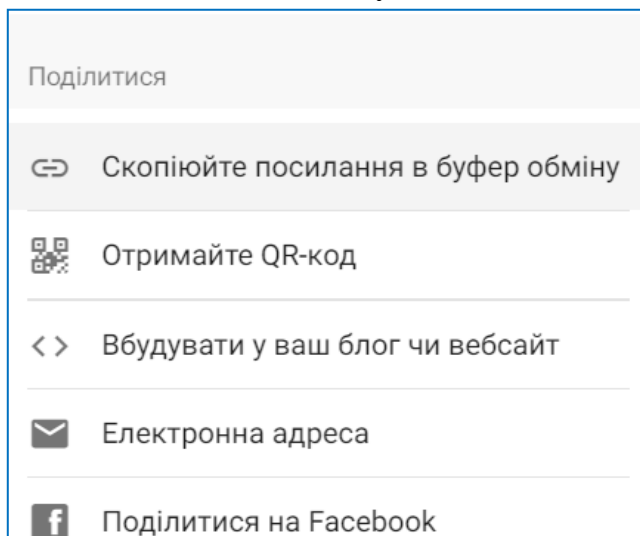 Поділитися
Скопіюйте посилання в буфер обміну
Отримайте QR-код
Вбудувати у ваш блог чи вебсайт
Електронна адреса
Поділитися на Facebook